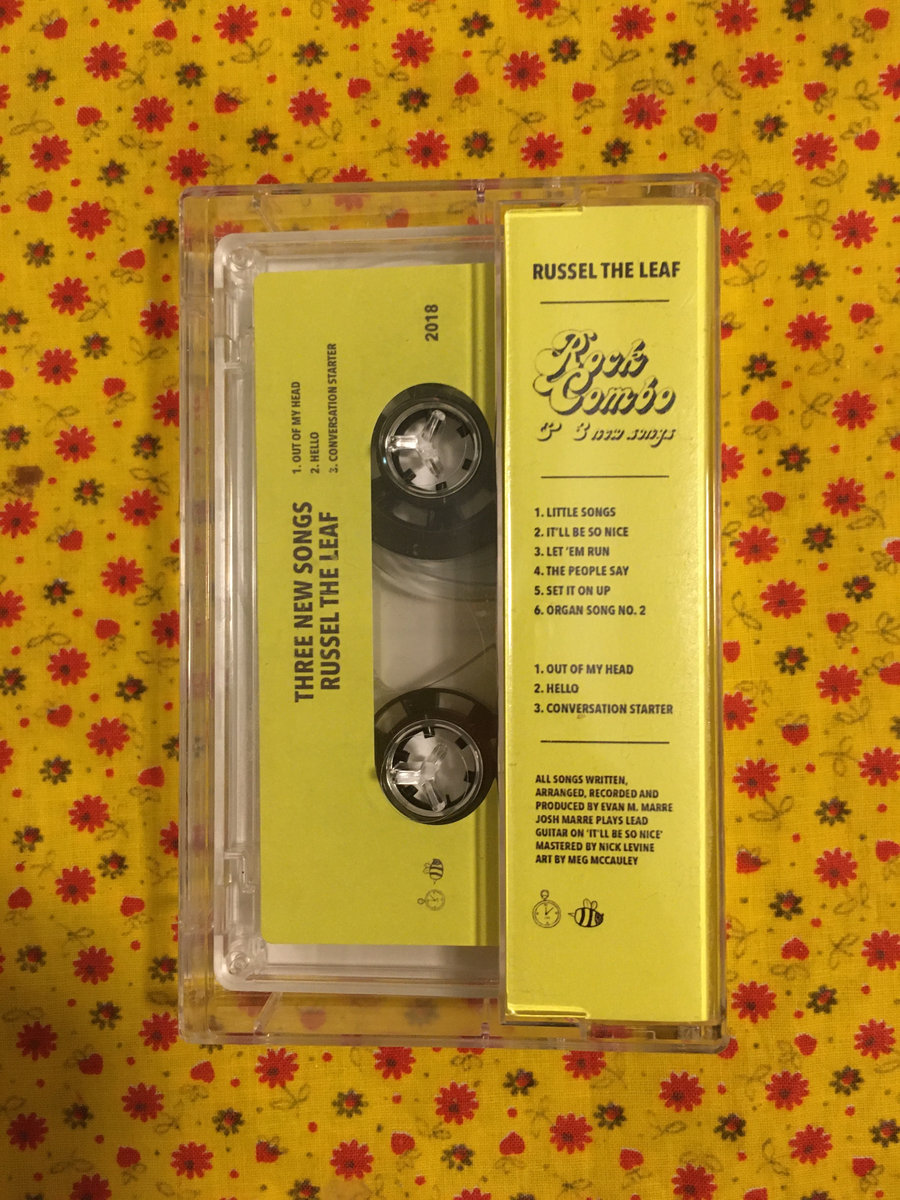 2018
1. OUT OF MY HEAD
2. HELLO
3. CONVERSATION STARTER
THREE NEW SONGS
RUSSEL THE LEAF
RUSSEL THE LEAF
Rock
Combo
& 3 new songs
1. LITTLE SONGS
2. IT'LL BE SO NICE
3. LET 'EM RUN
4. THE PEOPLE SAY
5. SET IT ON UP
6. ORGAN SONG NO. 2
1. OUT OF MY HEAD
2. HELLO
3. CONVERSATION STARTER
ALL SONGS WRITTEN,
ARRANGED, RECORDED AND
PRODUCED BY EVAN M. MARRE
JOSH MARRE PLAYS LEAD
GUITAR ON 'IT'LL BE SO NICE'
MASTERED BY NICK LEVINE
ART BY MEG MCCAULEY